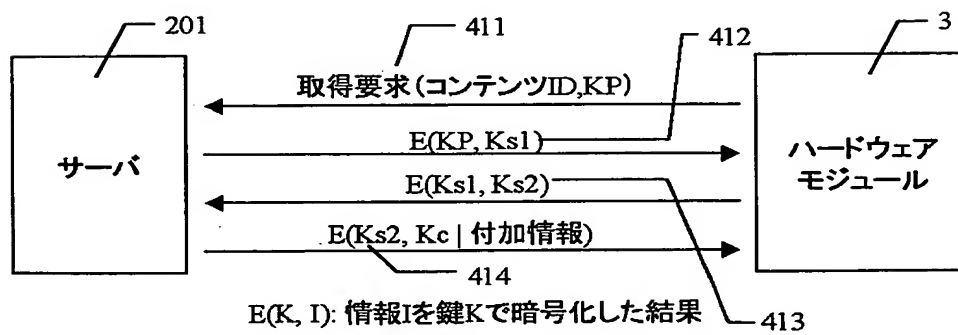 201
411
412
3
取得要求(コンテンツID,KP)
E(KP, Ks1)
サーバ
ハードウェア
モジュール
E(Ks1, Ks2)
E(Ks2, Kc | 付加情報)
414
E(K, I): 情報Iを鍵Kで暗号化した結果
413